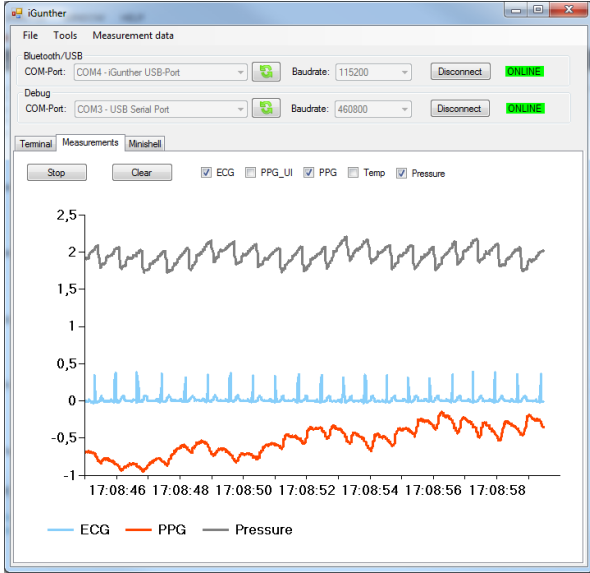 iGunther
File Tools Measurement data
Bluetooth/USB
COM-Port: COM4 - iGunther USB-Port Baudrate: 115200 Disconnect ONLINE
Debug
COM-Port: COM3 - USB Serial Port Baudrate: 460800 Disconnect ONLINE
Terminal Measurements Minishell
Stop Clear ECG PPG_UI PPG Temp Pressure
2,5
2
1,5
1
0,5
0
-0,5
-1
17:08:46 17:08:48 17:08:50 17:08:52 17:08:54 17:08:56 17:08:58
ECG PPG Pressure